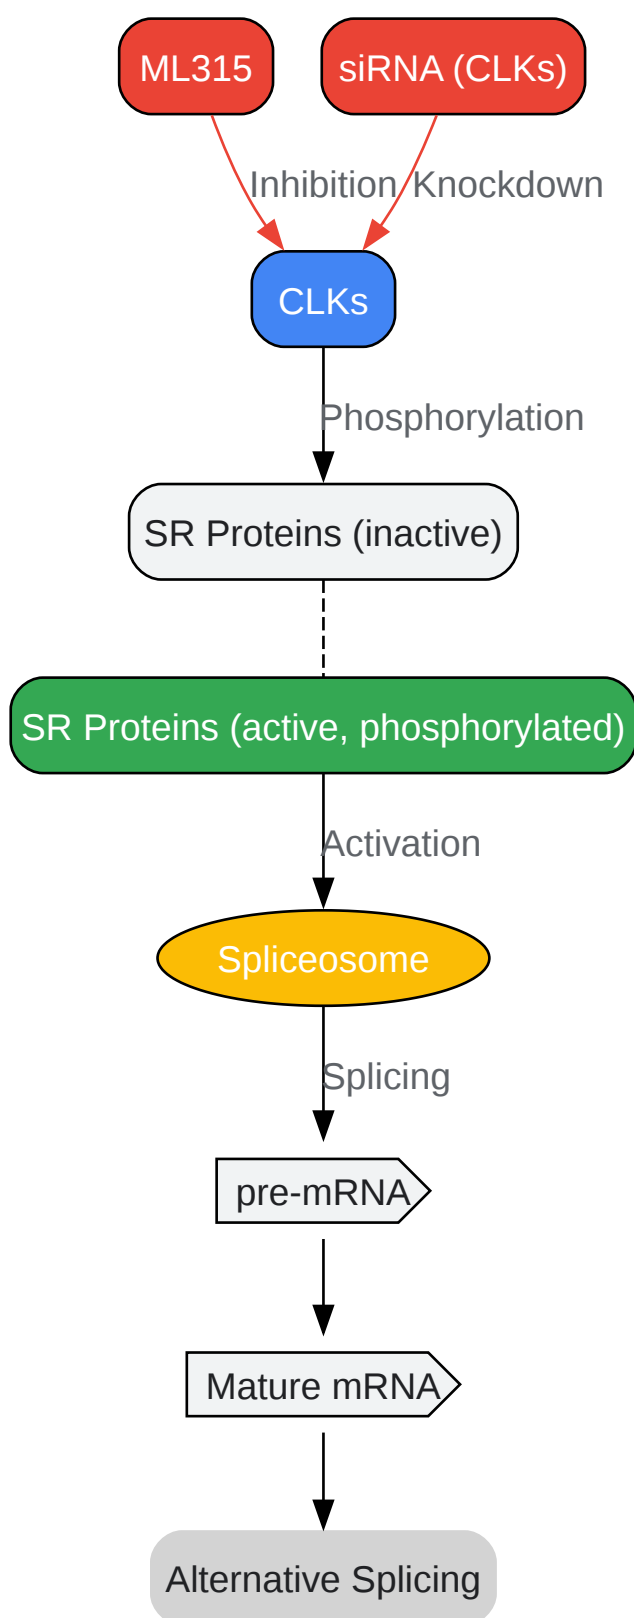 ML315
siRNA (CLKs)
Inhibition
Knockdown
CLKs
Phosphorylation
SR Proteins (inactive)
SR Proteins (active, phosphorylated)
Activation
Spliceosome
Splicing
pre-mRNA
Mature mRNA
Alternative Splicing